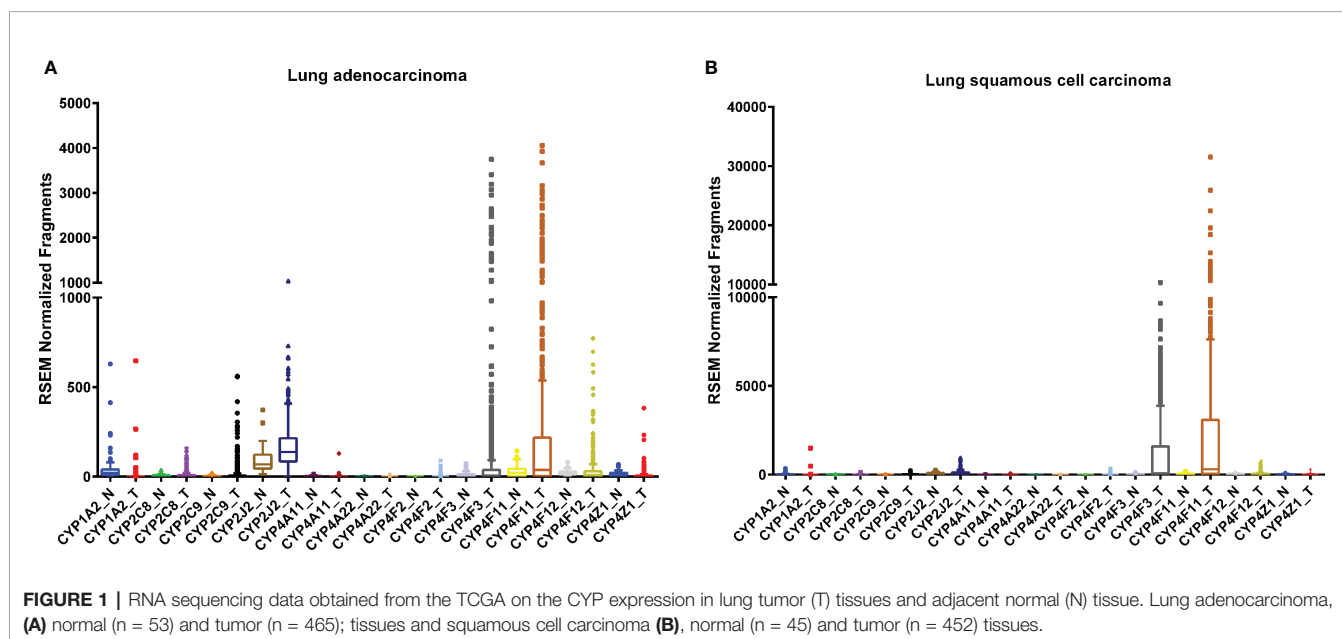 A
Lung adenocarcinoma
RSEM Normalized Fragments
5000
4000
3000
2000
1000
1000
500
0
CYP1A2_N
CYP1A2_T
CYP2C8_N
CYP2C8_T
CYP2C9_N
CYP2C9_T
CYP2J2_N
CYP2J2_T
CYP4A11_N
CYP4A11_T
CYP4A22_N
CYP4A22_T
CYP4F2_N
CYP4F2_T
CYP4F3_N
CYP4F3_T
CYP4F11_N
CYP4F11_T
CYP4F12_N
CYP4F12_T
CYP4Z1_N
CYP4Z1_T
B
Lung squamous cell carcinoma
RSEM Normalized Fragments
40000
30000
20000
10000
10000
5000
0
CYP1A2_N
CYP1A2_T
CYP2C8_N
CYP2C8_T
CYP2C9_N
CYP2C9_T
CYP2J2_N
CYP2J2_T
CYP4A11_N
CYP4A11_T
CYP4A22_N
CYP4A22_T
CYP4F2_N
CYP4F2_T
CYP4F3_N
CYP4F3_T
CYP4F11_N
CYP4F11_T
CYP4F12_N
CYP4F12_T
CYP4Z1_N
CYP4Z1_T
FIGURE 1 | RNA sequencing data obtained from the TCGA on the CYP expression in lung tumor (T) tissues and adjacent normal (N) tissue. Lung adenocarcinoma,
(A) normal (n = 53) and tumor (n = 465); tissues and squamous cell carcinoma (B), normal (n = 45) and tumor (n = 452) tissues.